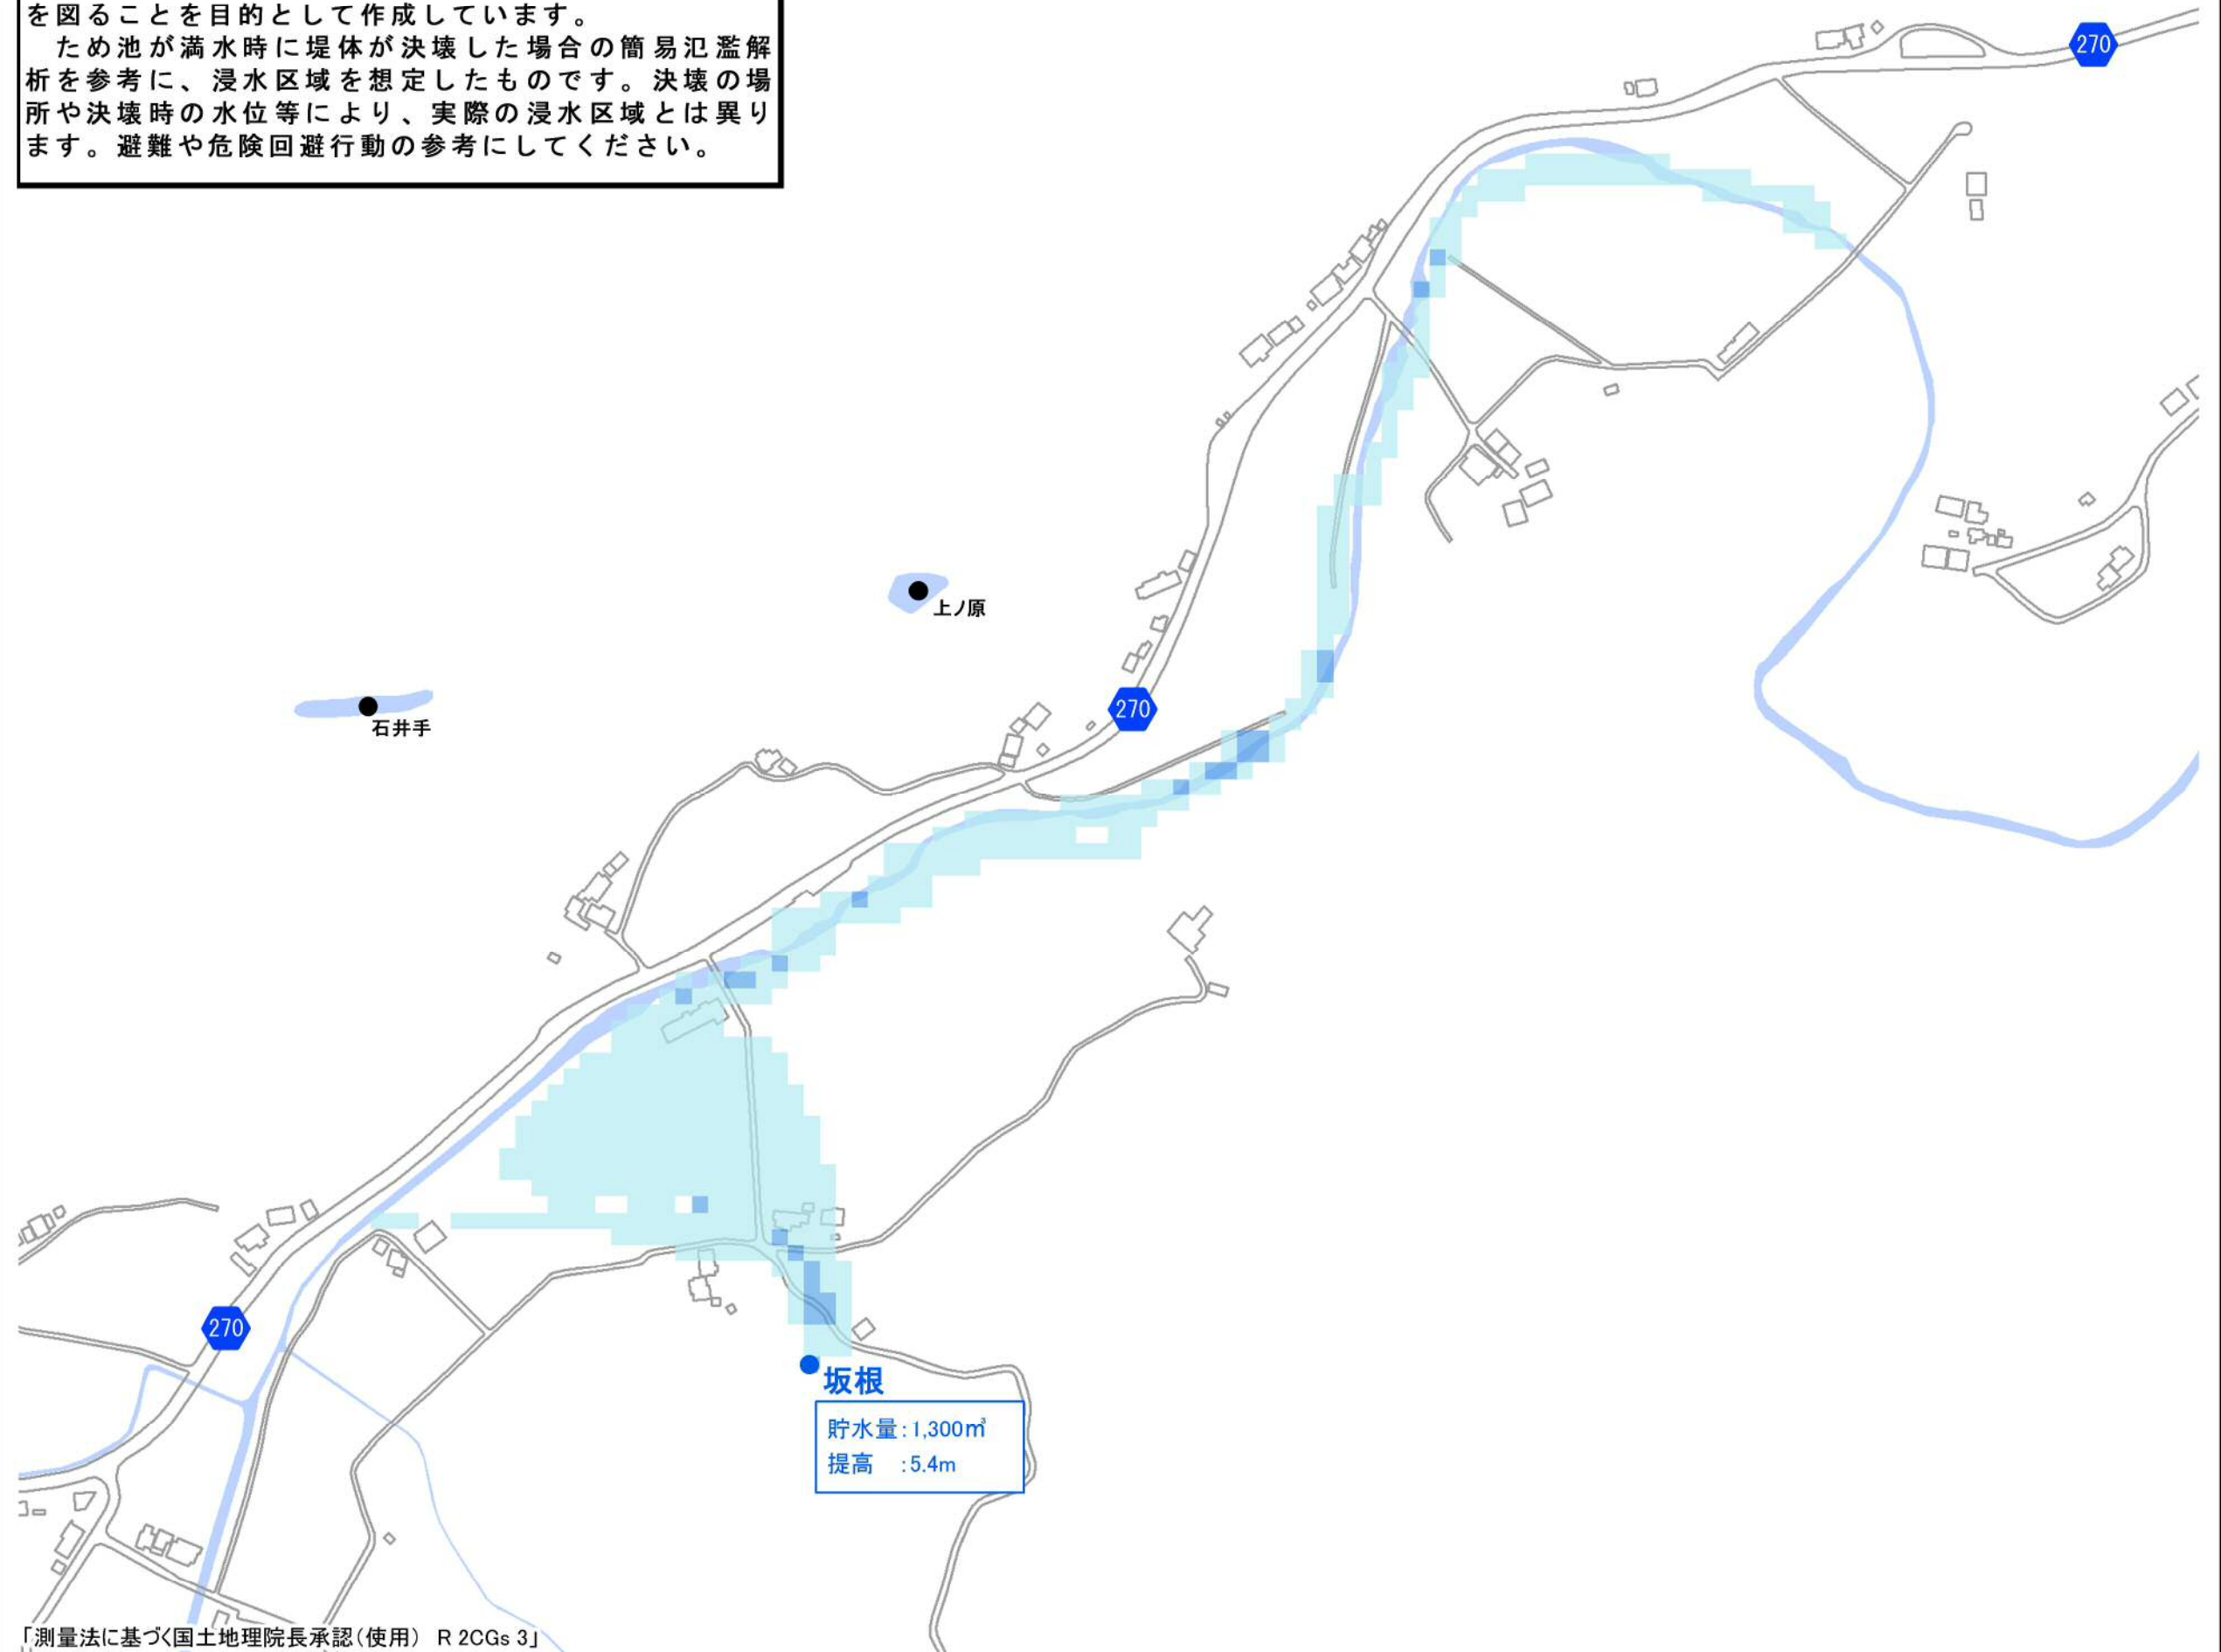 を図ることを目的として作成しています。
　ため池が満水時に堤体が決壊した場合の簡易氾濫解
析を参考に、浸水区域を想定したものです。決壊の場
所や決壊時の水位等により、実際の浸水区域とは異り
ます。避難や危険回避行動の参考にしてください。
270
上ノ原
石井手
270
270
坂根
貯水量:1,300㎥
提高　:5.4m
「測量法に基づく国土地理院長承認(使用)　R 2CGs 3」